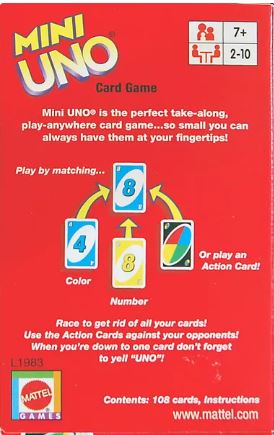 MINI
UNO®
Card Game
7+
2-10
Mini UNO® is the perfect take-along,
play-anywhere card game...so small you can
always have them at your fingertips!
Play by matching...
8
4
8
Color
Number
Or play an
Action Card!
Race to get rid of all your cards!
Use the Action Cards against your opponents!
When you're down to one card don't forget
to yell "UNO"!
L1983
MATTEL
GAMES
Contents: 108 cards, Instructions
www.mattel.com